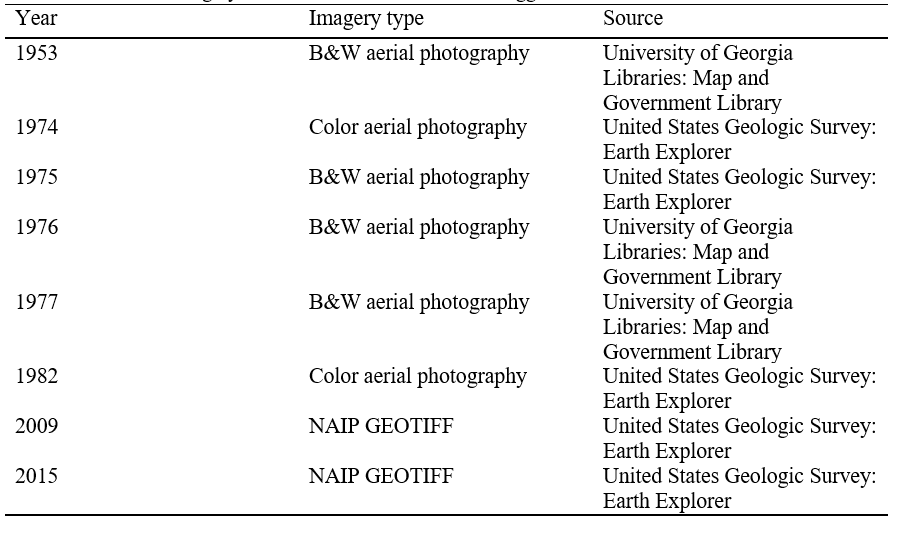 Year Imagery type Source
1953 B&W aerial photography University of Georgia
Libraries: Map and
Government Library
1974 Color aerial photography United States Geologic Survey:
Earth Explorer
1975 B&W aerial photography United States Geologic Survey:
Earth Explorer
1976 B&W aerial photography University of Georgia
Libraries: Map and
Government Library
1977 B&W aerial photography University of Georgia
Libraries: Map and
Government Library
1982 Color aerial photography United States Geologic Survey:
Earth Explorer
2009 NAIP GEOTIFF United States Geologic Survey:
Earth Explorer
2015 NAIP GEOTIFF United States Geologic Survey:
Earth Explorer